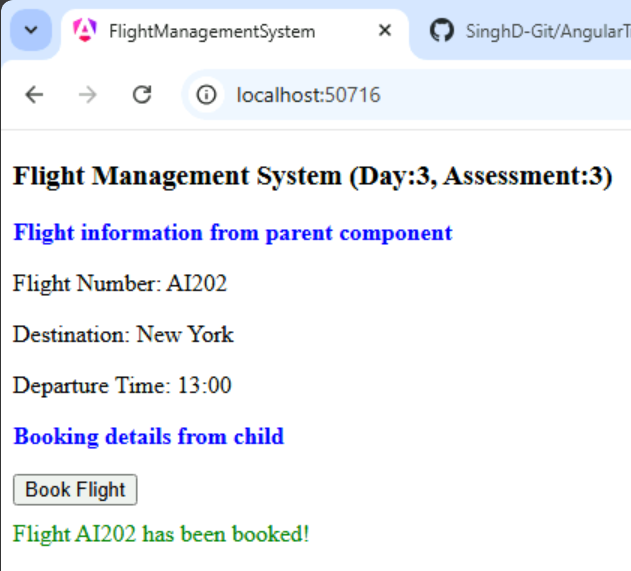 FlightManagementSystem
SinghD-Git/AngularT
localhost:50716
Flight Management System (Day:3, Assessment:3)
Flight information from parent component
Flight Number: AI202
Destination: New York
Departure Time: 13:00
Booking details from child
Book Flight
Flight AI202 has been booked!